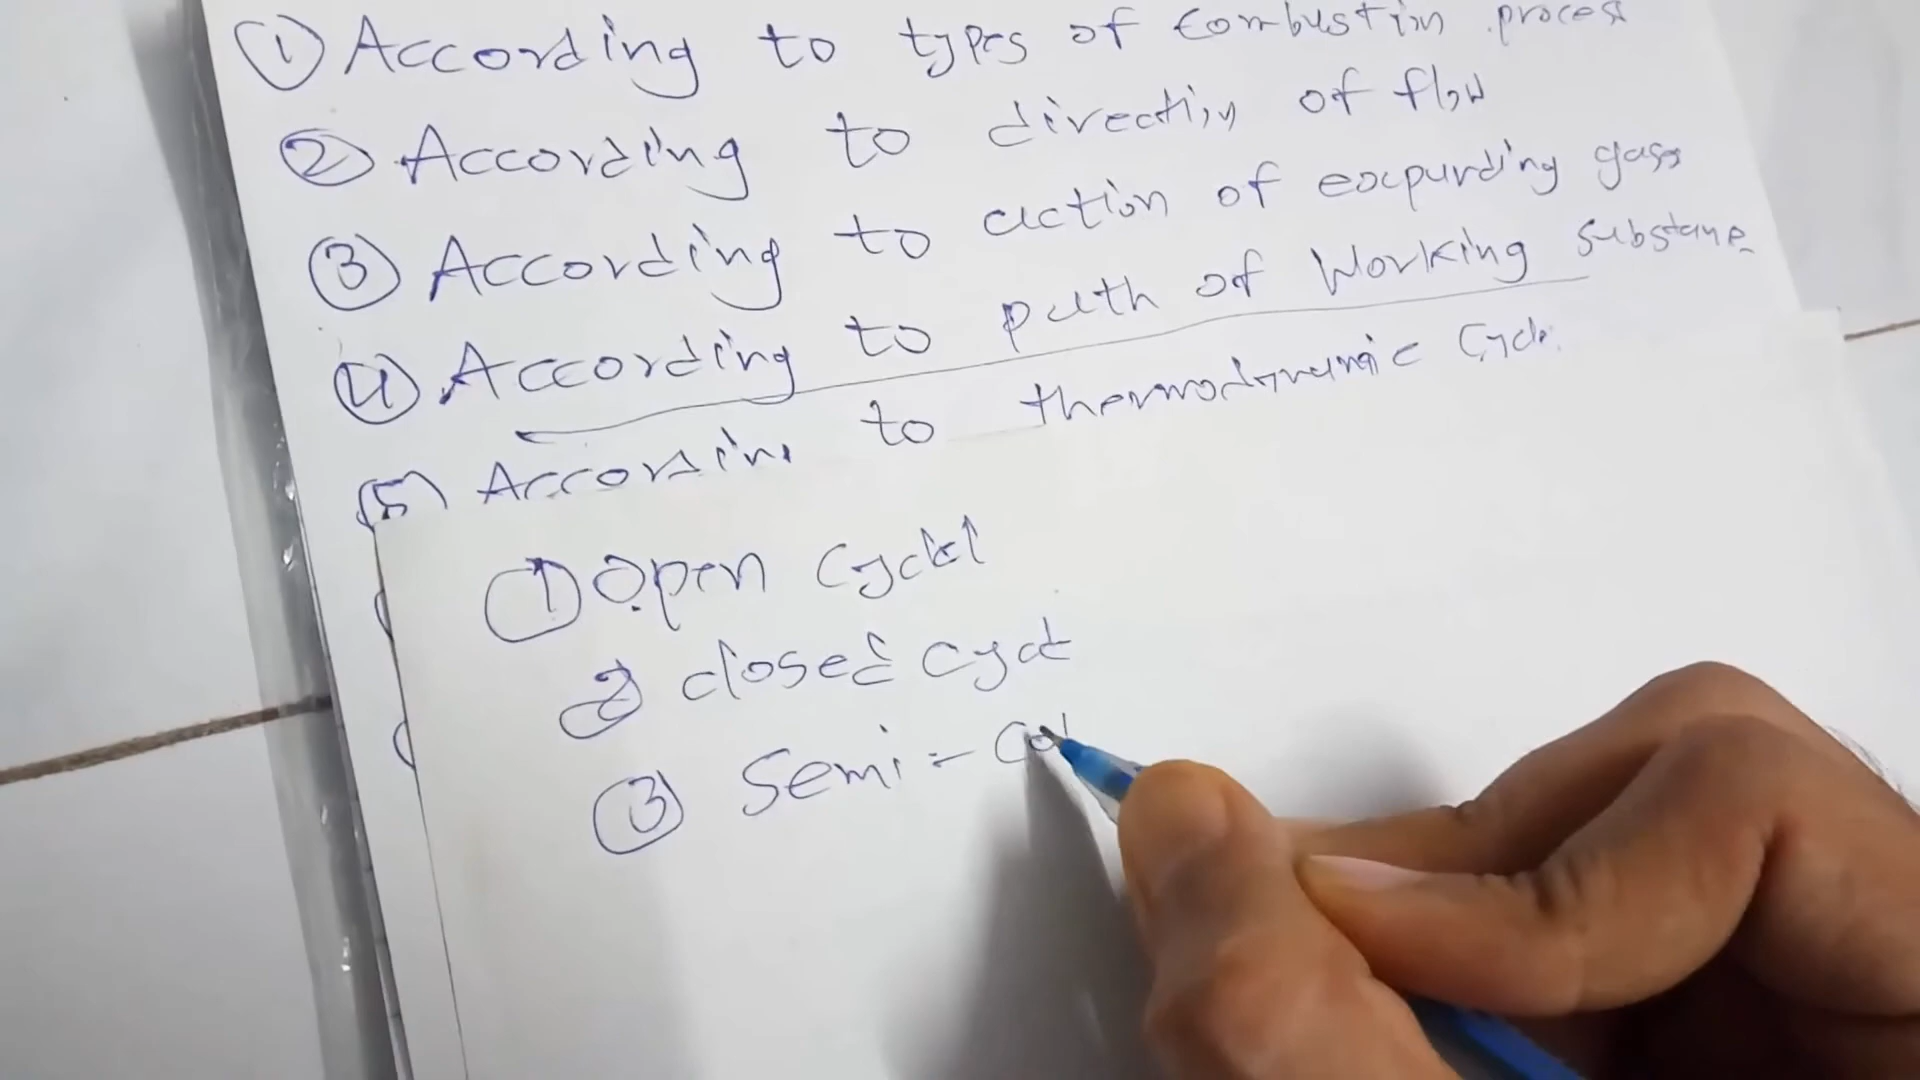 ① According to types of combustion process
② According to direction of flow
③ According to action of expanding gases
④ According to path of working substance
(5) According to thermodynamic cycle
① Open cycle
2 closed cycle
③ Semi -